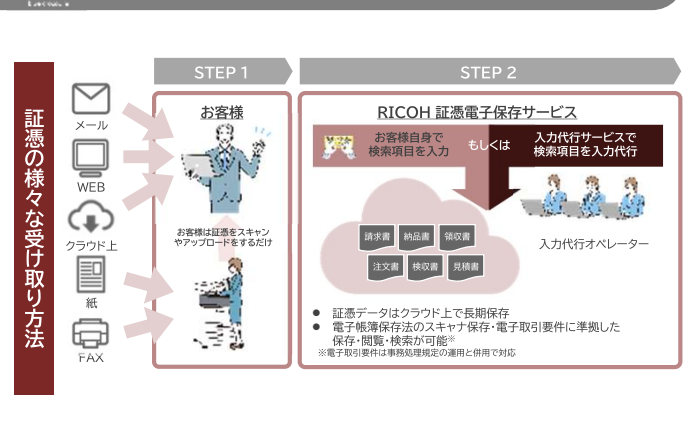 証憑の様々な受け取り方法
メール
WEB
クラウド上
紙
FAX
STEP 1
お客様
お客様は証憑をスキャン
やアップロードをするだけ
STEP 2
RICOH 証憑電子保存サービス
お客様自身で
検索項目を入力
もしくは
入力代行サービスで
検索項目を入力代行
請求書
納品書
領収書
注文書
検収書
見積書
入力代行オペレーター
● 証憑データはクラウド上で長期保存
● 電子帳簿保存法のスキャナ保存・電子取引要件に準拠した
保存・閲覧・検索が可能※
※電子取引要件は事務処理規定の運用と併用で対応